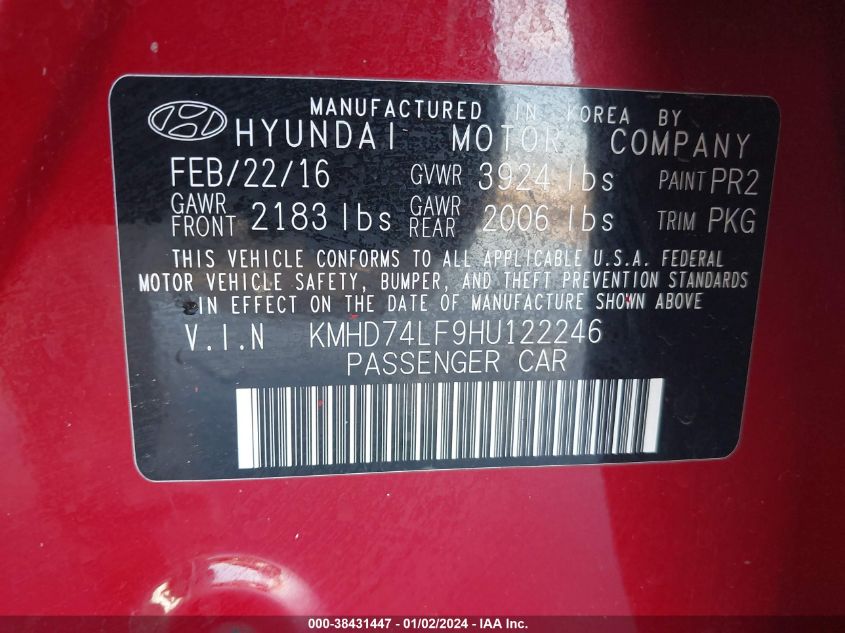 MANUFACTURED IN KOREA BY
HYUNDAI MOTOR COMPANY
FEB/22/16 GVWR 3924 lbs PAINT PR2
GAWR FRONT 2183 lbs GAWR REAR 2006 lbs TRIM PKG
THIS VEHICLE CONFORMS TO ALL APPLICABLE U.S.A. FEDERAL
MOTOR VEHICLE SAFETY, BUMPER, AND THEFT PREVENTION STANDARDS
IN EFFECT ON THE DATE OF MANUFACTURE SHOWN ABOVE
V.I.N KMHD74LF9HU122246
PASSENGER CAR
000-38431447 - 01/02/2024 - IAA Inc.